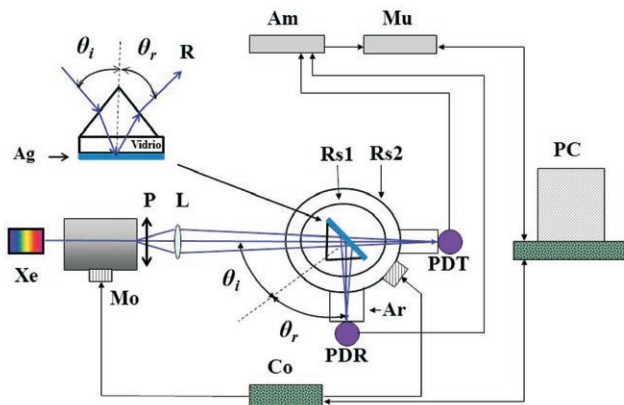 Am
Mu
θi
θr
R
Vidrio
Ag
Rs1
Rs2
PC
P
L
Xe
Mo
θi
θr
PDT
Ar
PDR
Co